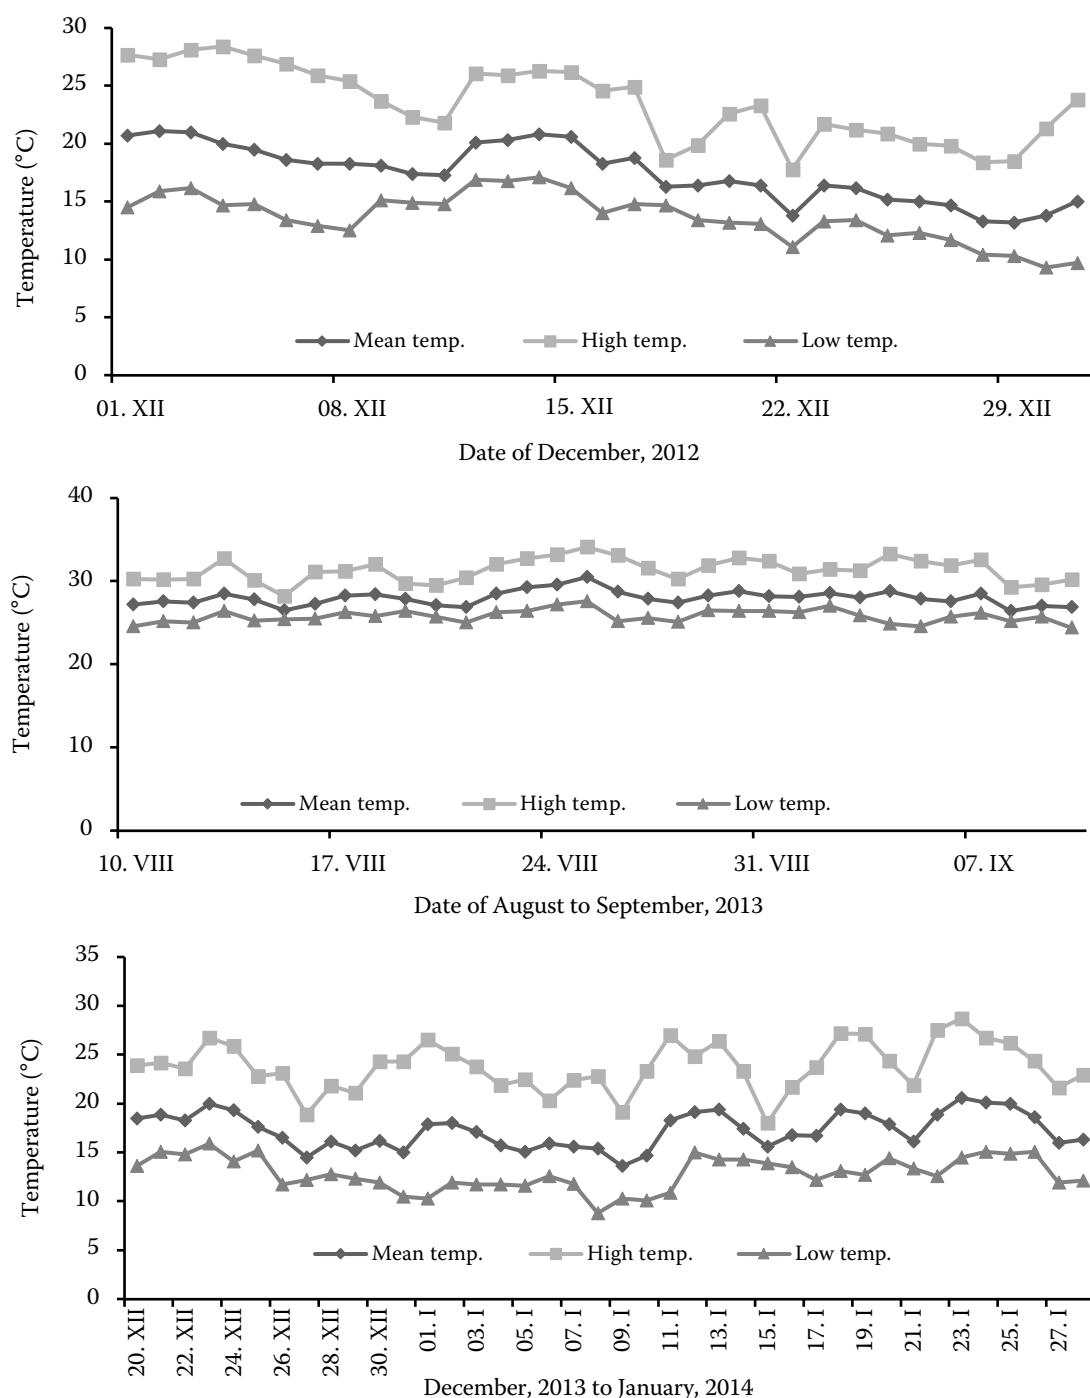 30
25
20
15
10
5
0
Temperature (°C)
Mean temp. High temp. Low temp.
01. XII 08. XII 15. XII 22. XII 29. XII
Date of December, 2012
40
30
20
10
0
Temperature (°C)
Mean temp. High temp. Low temp.
10. VIII 17. VIII 24. VIII 31. VIII 07. IX
Date of August to September, 2013
35
30
25
20
15
10
5
0
Temperature (°C)
Mean temp. High temp. Low temp.
20. XII 22. XII 24. XII 26. XII 28. XII 30. XII 01. I 03. I 05. I 07. I 09. I 11. I 13. I 15. I 17. I 19. I 21. I 23. I 25. I 27. I
December, 2013 to January, 2014